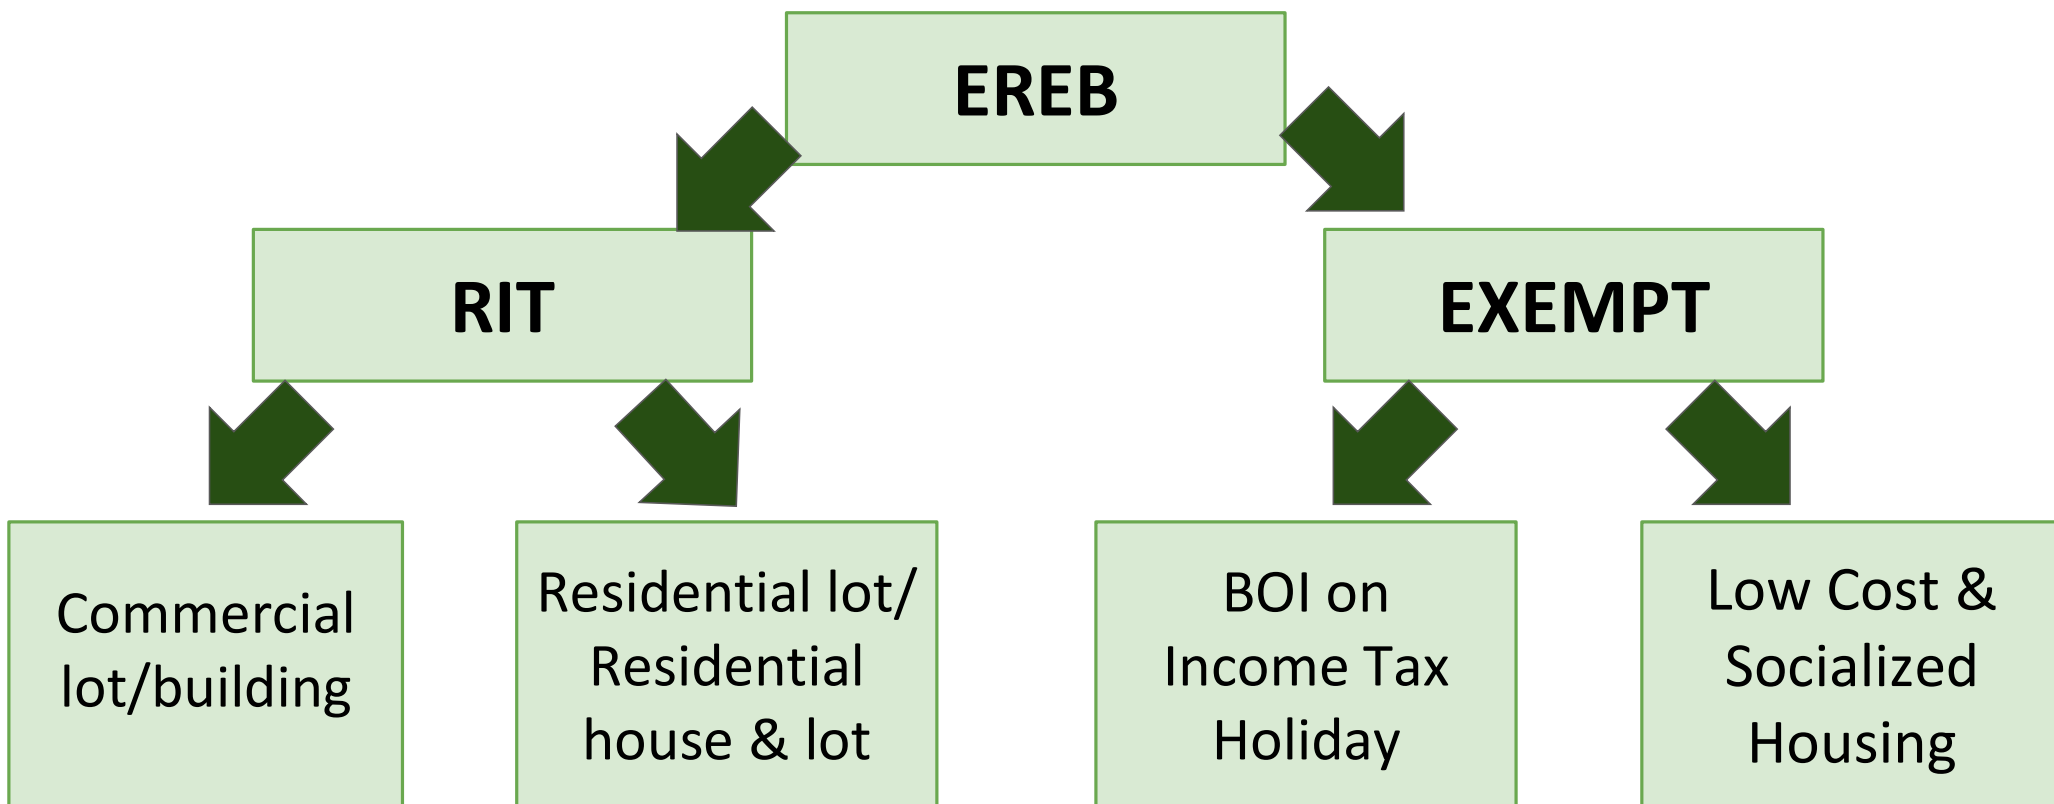 EREB
RIT
EXEMPT
Commercial
lot/building
Residential lot/
Residential
house & lot
BOI on
Income Tax
Holiday
Low Cost &
Socialized
Housing